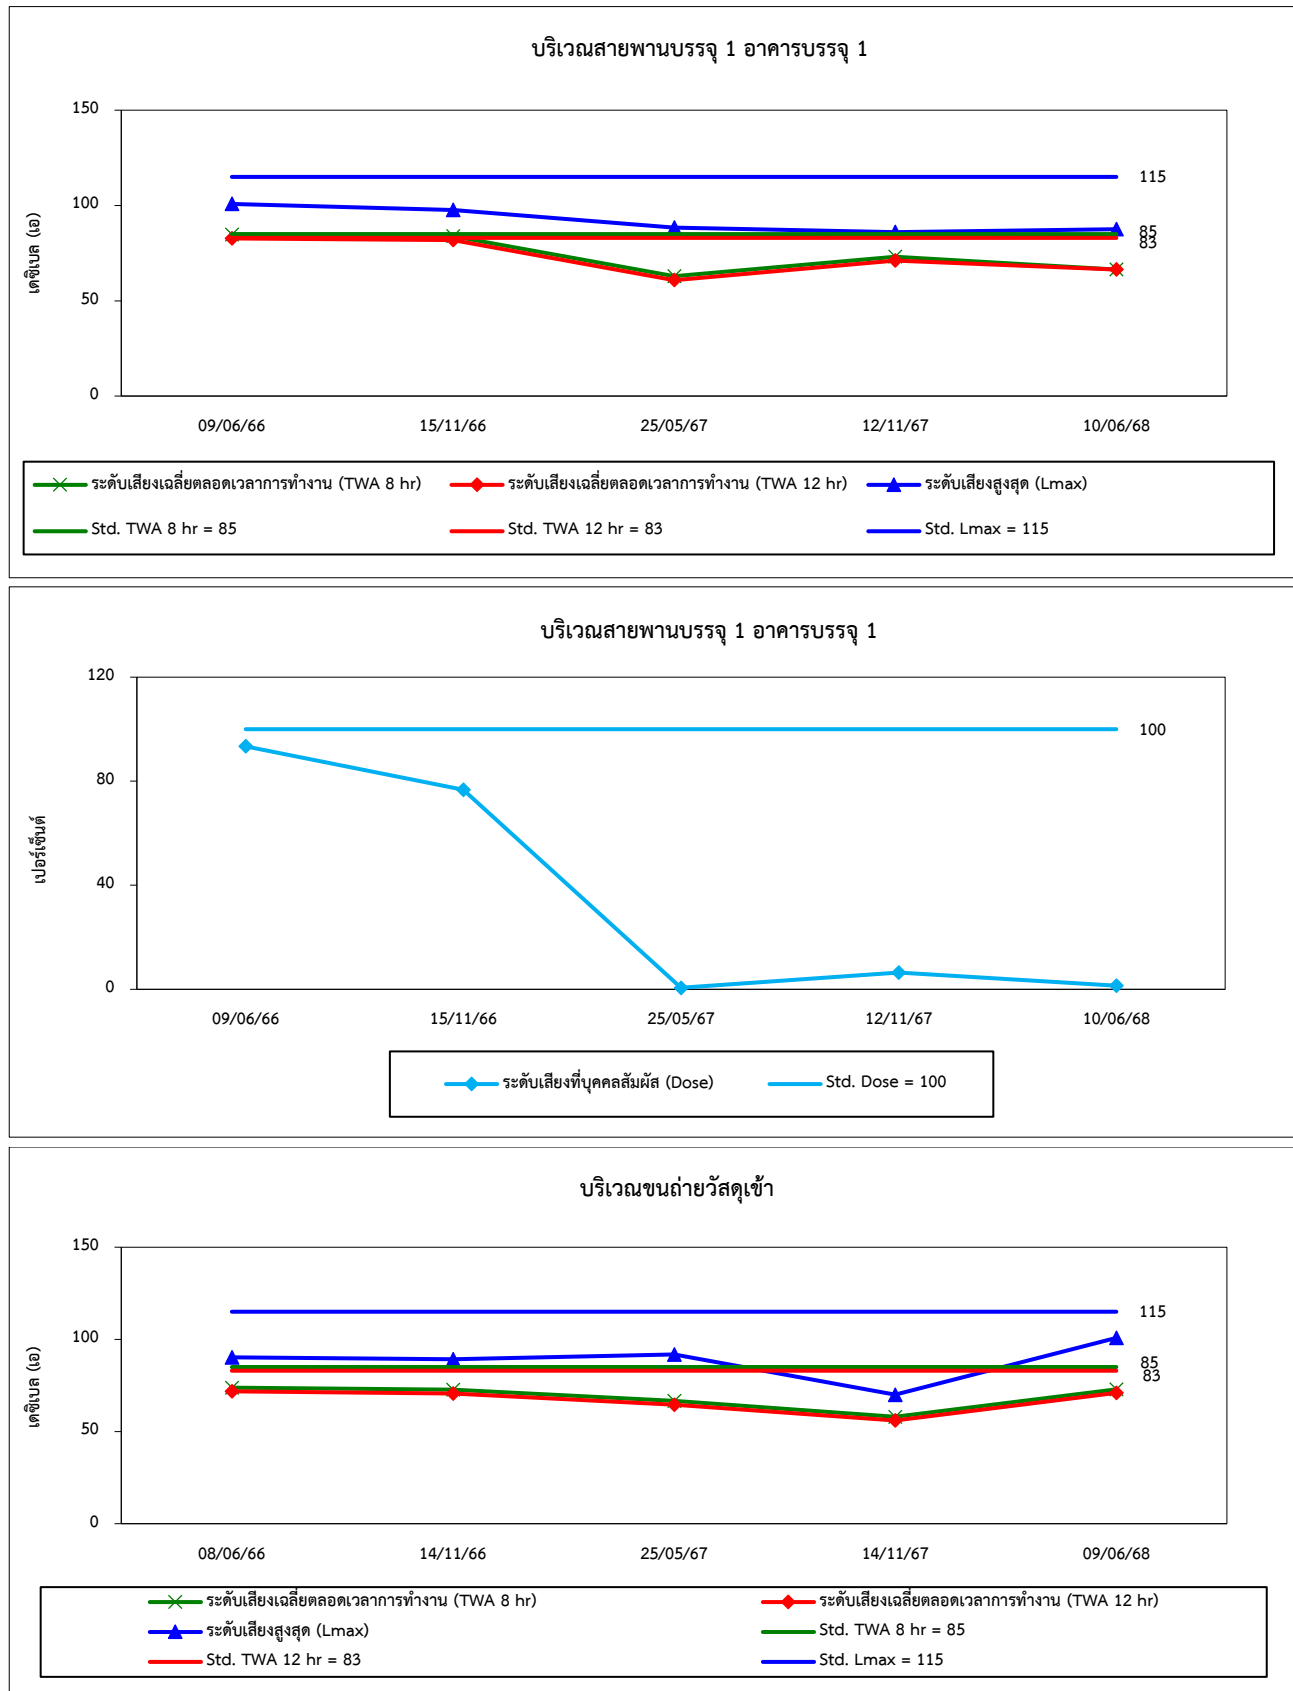 บริเวณสายพานบรรจุ 1 อาคารบรรจุ 1
เดซิเบล (เอ)
150
100
50
0
115
85
83
09/06/66 15/11/66 25/05/67 12/11/67 10/06/68
ระดับเสียงเฉลี่ยตลอดเวลาการทำงาน (TWA 8 hr) ระดับเสียงเฉลี่ยตลอดเวลาการทำงาน (TWA 12 hr) ระดับเสียงสูงสุด (Lmax)
Std. TWA 8 hr = 85 Std. TWA 12 hr = 83 Std. Lmax = 115
บริเวณสายพานบรรจุ 1 อาคารบรรจุ 1
เปอร์เซ็นต์
120
80
40
0
100
09/06/66 15/11/66 25/05/67 12/11/67 10/06/68
ระดับเสียงที่บุคคลสัมผัส (Dose) Std. Dose = 100
บริเวณขนถ่ายวัสดุเข้า
เดซิเบล (เอ)
150
100
50
0
115
85
83
08/06/66 14/11/66 25/05/67 14/11/67 09/06/68
ระดับเสียงเฉลี่ยตลอดเวลาการทำงาน (TWA 8 hr) ระดับเสียงเฉลี่ยตลอดเวลาการทำงาน (TWA 12 hr)
ระดับเสียงสูงสุด (Lmax) Std. TWA 8 hr = 85
Std. TWA 12 hr = 83 Std. Lmax = 115